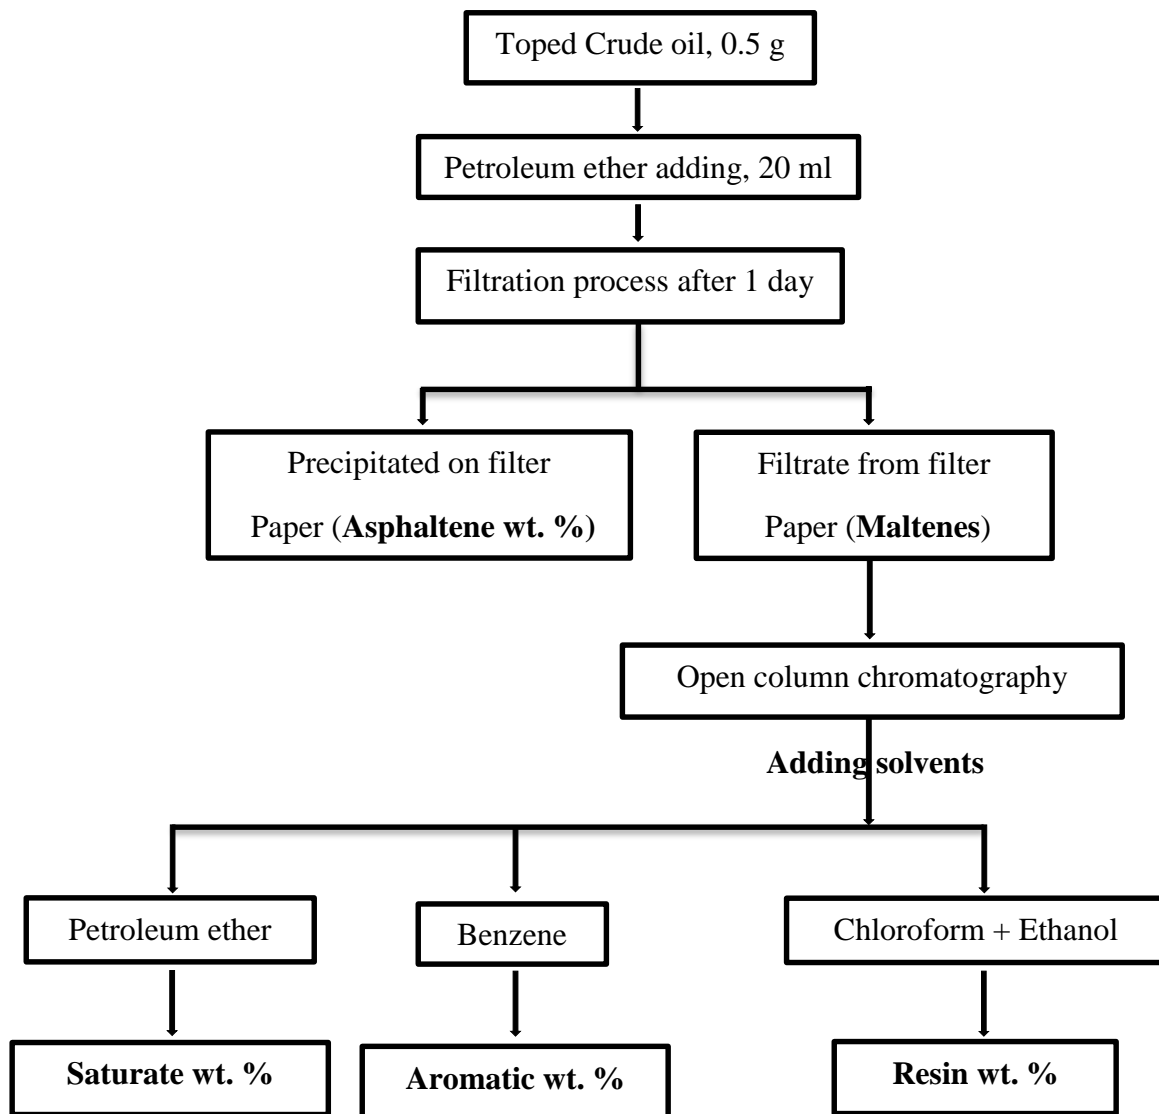 Toped Crude oil, 0.5 g
Petroleum ether adding, 20 ml
Filtration process after 1 day
Precipitated on filter
Paper (Asphaltene wt. %)
Filtrate from filter
Paper (Maltenes)
Open column chromatography
Adding solvents
Petroleum ether
Benzene
Chloroform + Ethanol
Saturate wt. %
Aromatic wt. %
Resin wt. %